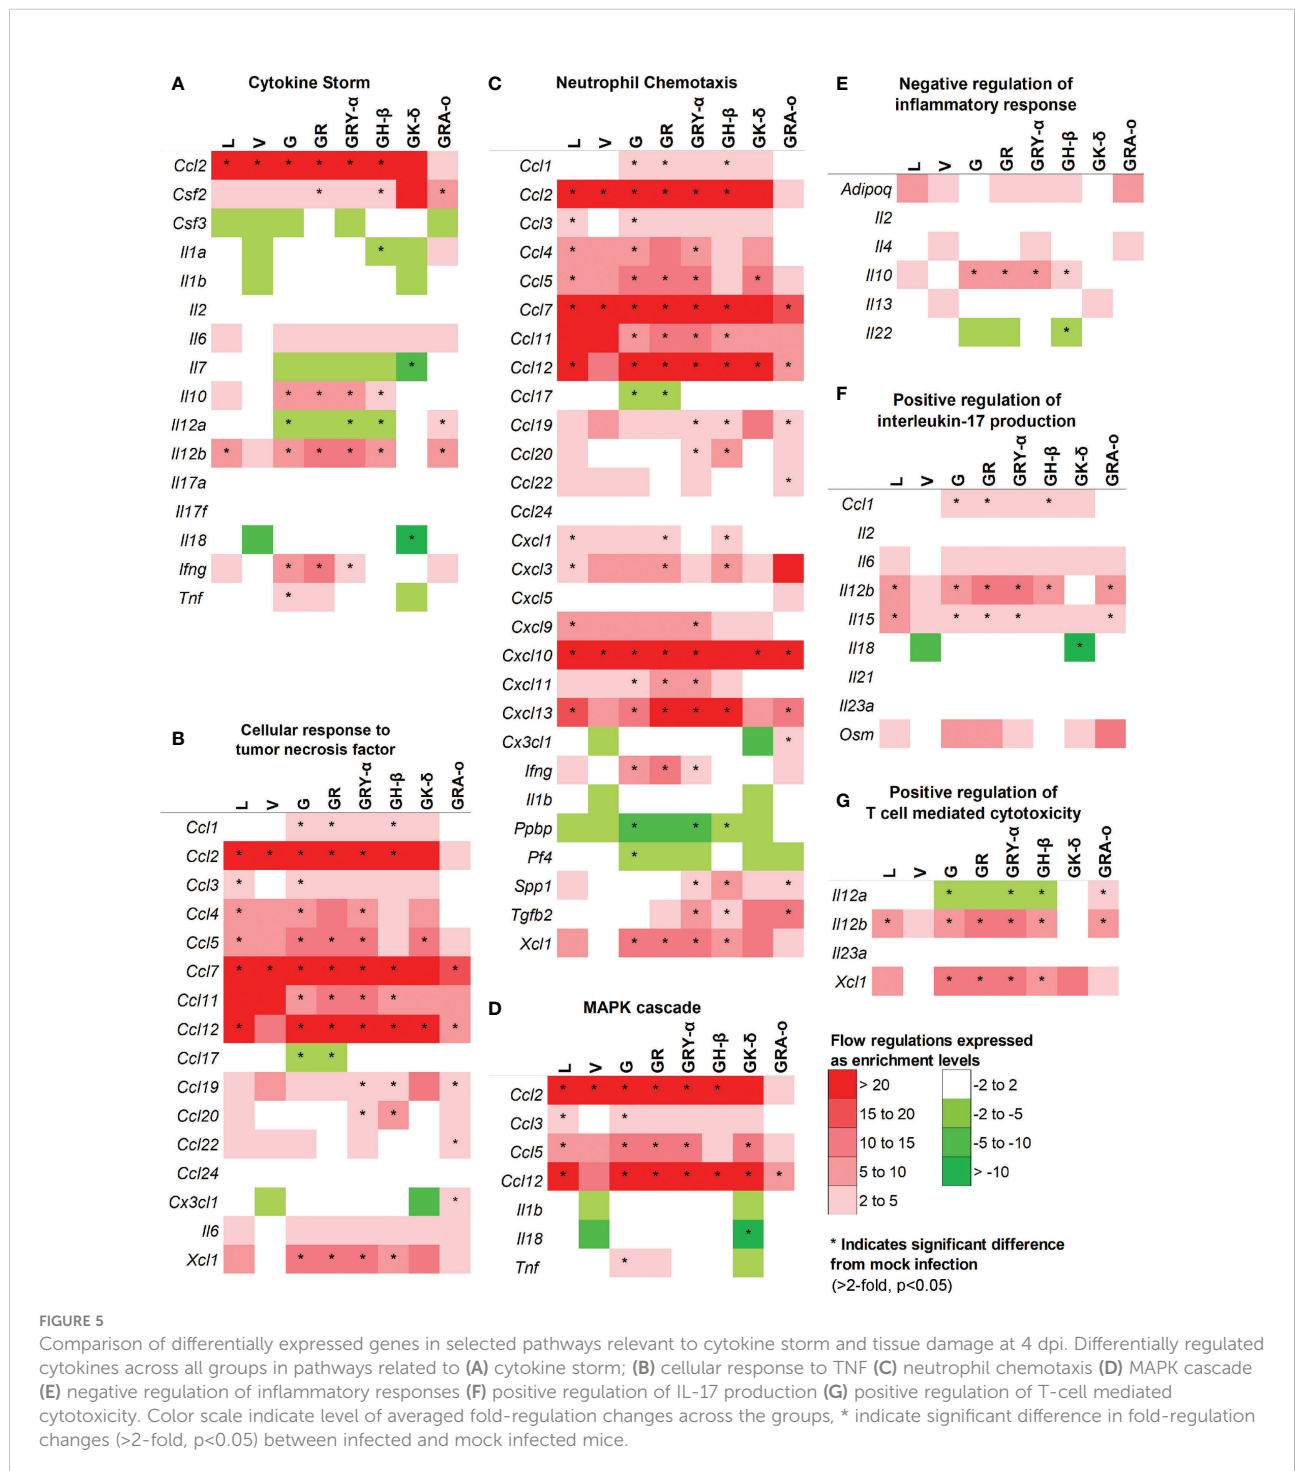 A Cytokine Storm
L V G GR GRY-α GH-β GK-δ GRA-o
Ccl2 * * * * * *
Csf2 * * *
Csf3
Il1a *
Il1b
Il2
Il6
Il7 *
Il10 * * * *
Il12a * * * *
Il12b * * * * * *
Il17a
Il17f
Il18 *
Ifng * * *
Tnf *
B Cellular response to
tumor necrosis factor
L V G GR GRY-α GH-β GK-δ GRA-o
Ccl1 * * *
Ccl2 * * * * * *
Ccl3 * *
Ccl4 * * *
Ccl5 * * * * *
Ccl7 * * * * * * *
Ccl11 * * * *
Ccl12 * * * * * * *
Ccl17 * *
Ccl19 * * *
Ccl20 * *
Ccl22 *
Ccl24
Cx3cl1 *
Il6
Xcl1 * * * *
C Neutrophil Chemotaxis
L V G GR GRY-α GH-β GK-δ GRA-o
Ccl1 * * *
Ccl2 * * * * * *
Ccl3 * *
Ccl4 * * *
Ccl5 * * * * *
Ccl7 * * * * * * *
Ccl11 * * * *
Ccl12 * * * * * * *
Ccl17 * *
Ccl19 * * *
Ccl20 * *
Ccl22 *
Ccl24
Cxcl1 * * *
Cxcl3 * * *
Cxcl5
Cxcl9 * *
Cxcl10 * * * * * * *
Cxcl11 * * *
Cxcl13 * * * * * *
Cx3cl1 *
Ifng * * *
Il1b
Ppbp * * *
Pf4 *
Spp1 * * *
Tgfb2 * * *
Xcl1 * * * *
D MAPK cascade
L V G GR GRY-α GH-β GK-δ GRA-o
Ccl2 * * * * * *
Ccl3 * *
Ccl5 * * * * *
Ccl12 * * * * * * *
Il1b
Il18 *
Tnf *
E Negative regulation of
inflammatory response
L V G GR GRY-α GH-β GK-δ GRA-o
Adipoq
Il2
Il4
Il10 * * * *
Il13
Il22 *
F Positive regulation of
interleukin-17 production
L V G GR GRY-α GH-β GK-δ GRA-o
Ccl1 * * *
Il2
Il6
Il12b * * * * * *
Il15 * * * * *
Il18 *
Il21
Il23a
Osm
G Positive regulation of
T cell mediated cytotoxicity
L V G GR GRY-α GH-β GK-δ GRA-o
Il12a * * * *
Il12b * * * * * *
Il23a
Xcl1 * * * *
Flow regulations expressed
as enrichment levels
> 20 -2 to 2
15 to 20 -2 to -5
10 to 15 -5 to -10
5 to 10 > -10
2 to 5
* Indicates significant difference
from mock infection
(>2-fold, p<0.05)
FIGURE 5
Comparison of differentially expressed genes in selected pathways relevant to cytokine storm and tissue damage at 4 dpi. Differentially regulated
cytokines across all groups in pathways related to (A) cytokine storm; (B) cellular response to TNF (C) neutrophil chemotaxis (D) MAPK cascade
(E) negative regulation of inflammatory responses (F) positive regulation of IL-17 production (G) positive regulation of T-cell mediated
cytotoxicity. Color scale indicate level of averaged fold-regulation changes across the groups, * indicate significant difference in fold-regulation
changes (>2-fold, p<0.05) between infected and mock infected mice.